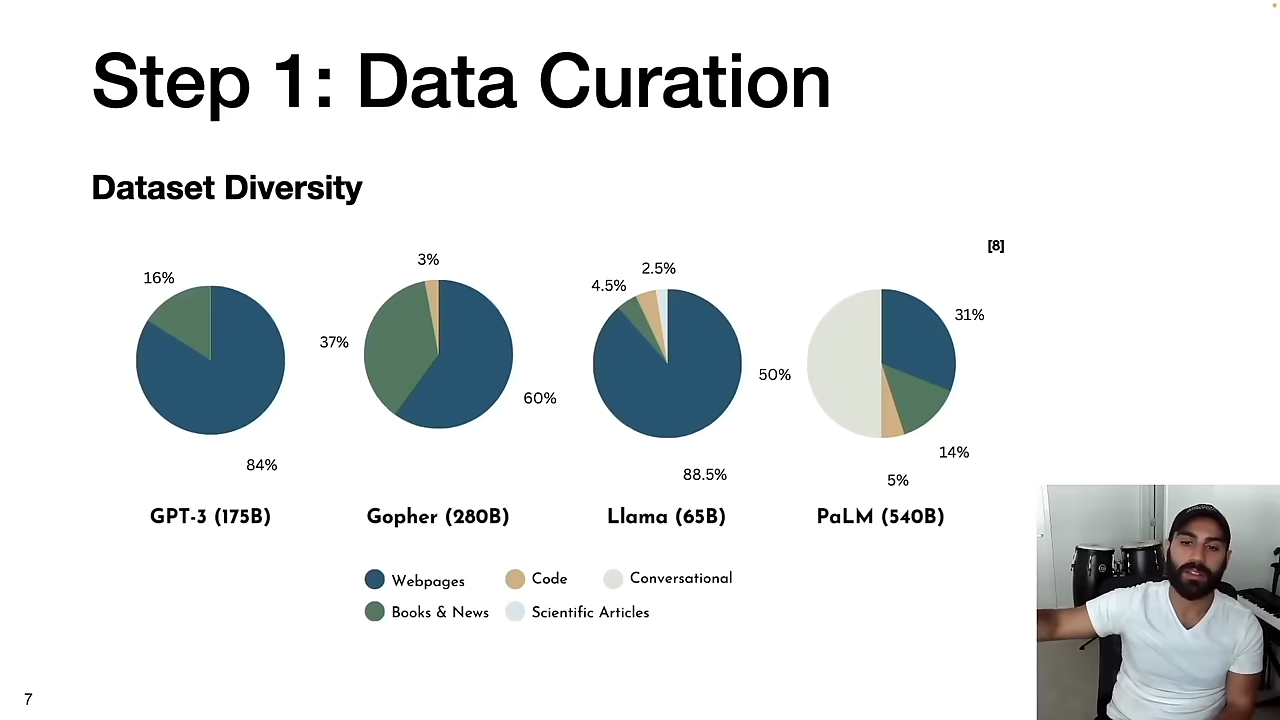 Step 1: Data Curation
Dataset Diversity
[8]
16%
84%
GPT-3 (175B)
3%
37%
60%
Gopher (280B)
4.5%
2.5%
88.5%
Llama (65B)
50%
31%
14%
5%
PaLM (540B)
Webpages
Code
Conversational
Books & News
Scientific Articles
7